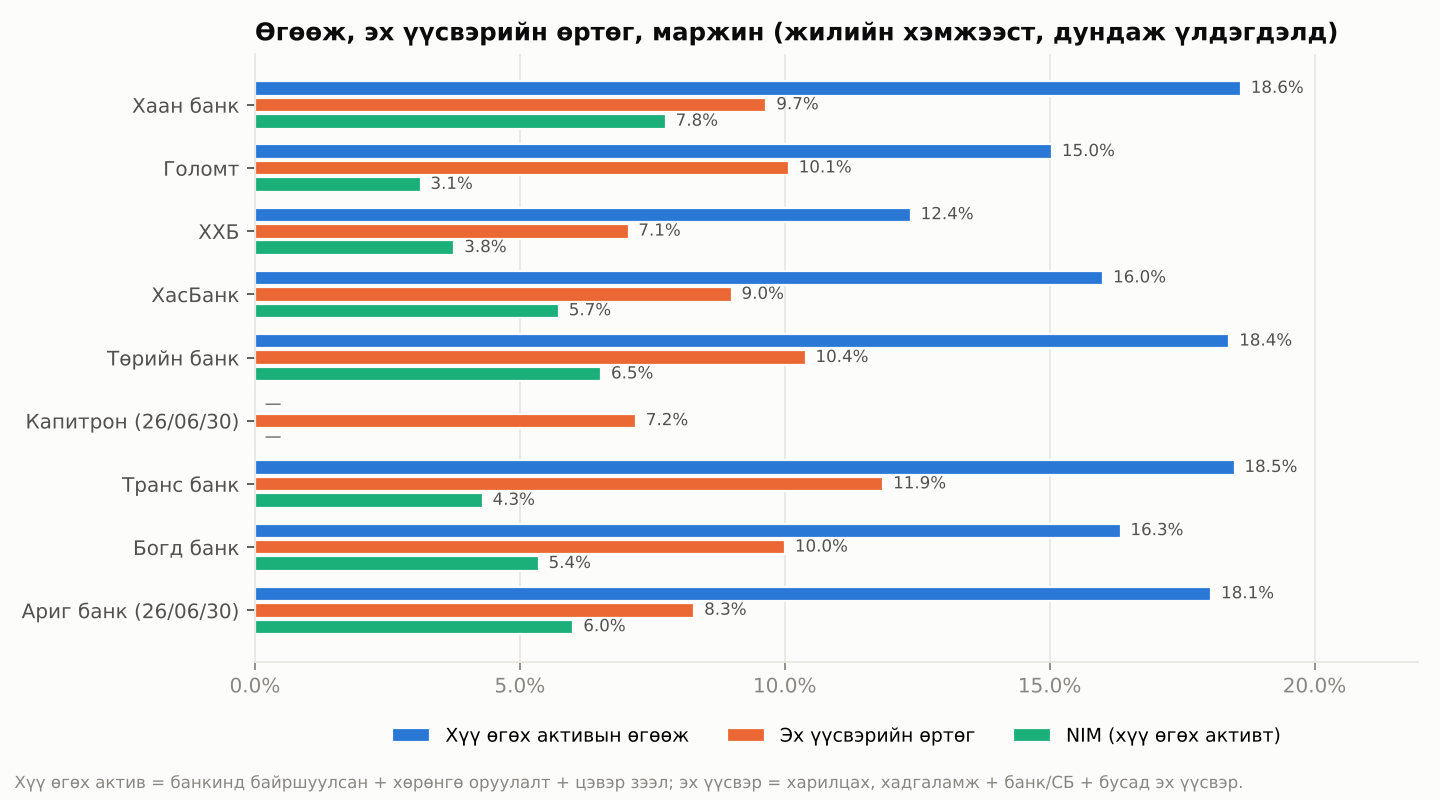 Өгөөж, эх үүсвэрийн өртөг, маржин (жилийн хэмжээст, дундаж үлдэгдэлд)
Хаан банк
18.6%
9.7%
7.8%
Голомт
15.0%
10.1%
3.1%
ХХБ
12.4%
7.1%
3.8%
ХасБанк
16.0%
9.0%
5.7%
Төрийн банк
18.4%
10.4%
6.5%
Капитрон (26/06/30)
—
7.2%
—
Транс банк
18.5%
11.9%
4.3%
Богд банк
16.3%
10.0%
5.4%
Ариг банк (26/06/30)
18.1%
8.3%
6.0%
0.0% 5.0% 10.0% 15.0% 20.0%
Хүү өгөх активын өгөөж Эх үүсвэрийн өртөг NIM (хүү өгөх активт)
Хүү өгөх актив = банкинд байршуулсан + хөрөнгө оруулалт + цэвэр зээл; эх үүсвэр = харилцах, хадгаламж + банк/СБ + бусад эх үүсвэр.